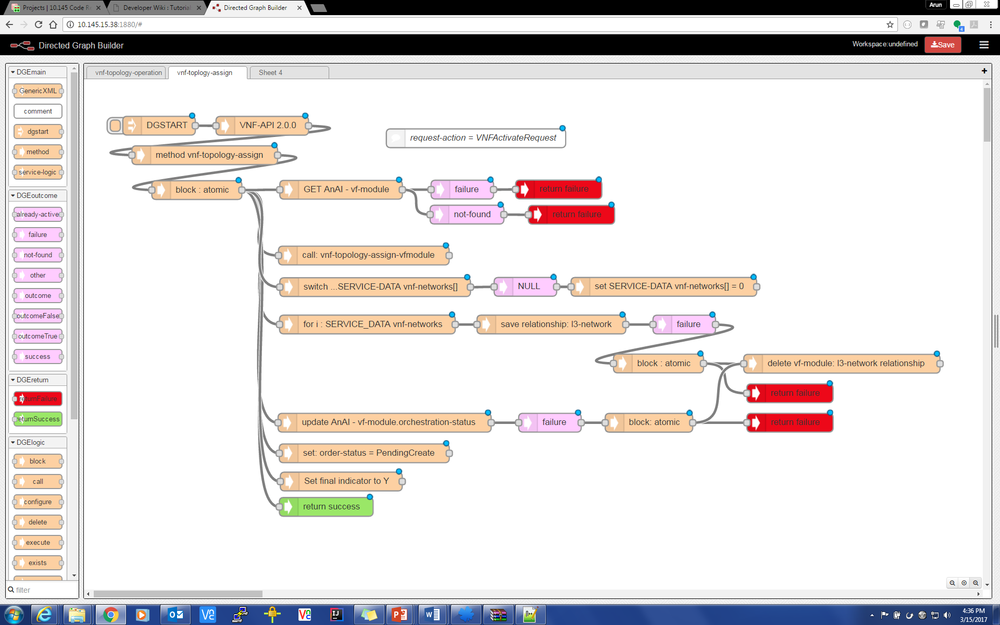 Projects | 10.145 Code Re
Developer Wiki : Tutorial
Directed Graph Builder
Arun
10.145.15.38:1880/#
4
Directed Graph Builder
Workspace:undefined
Save
DGEmain
GenericXML
comment
dgstart
method
service-logic
DGEoutcome
already-active
failure
not-found
other
outcome
outcomeFalse
outcomeTrue
success
DGEreturn
returnFailure
returnSuccess
DGElogic
block
call
configure
delete
execute
exists
filter
vnf-topology-operation
vnf-toplogy-assign
Sheet 4
+
DGSTART
VNF-API 2.0.0
request-action = VNFActivateRequest
method vnf-topology-assign
block : atomic
GET AnAI - vf-module
failure
return failure
not-found
return failure
call: vnf-topology-assign-vfmodule
switch ...SERVICE-DATA vnf-networks[]
NULL
set SERVICE-DATA vnf-networks[] = 0
for i : SERVICE_DATA vnf-networks
save relationship: l3-network
failure
block : atomic
delete vf-module: l3-network relationship
return failure
update AnAI - vf-module.orchestration-status
failure
block: atomic
return failure
set: order-status = PendingCreate
Set final indicator to Y
return success
4:36 PM
3/15/2017